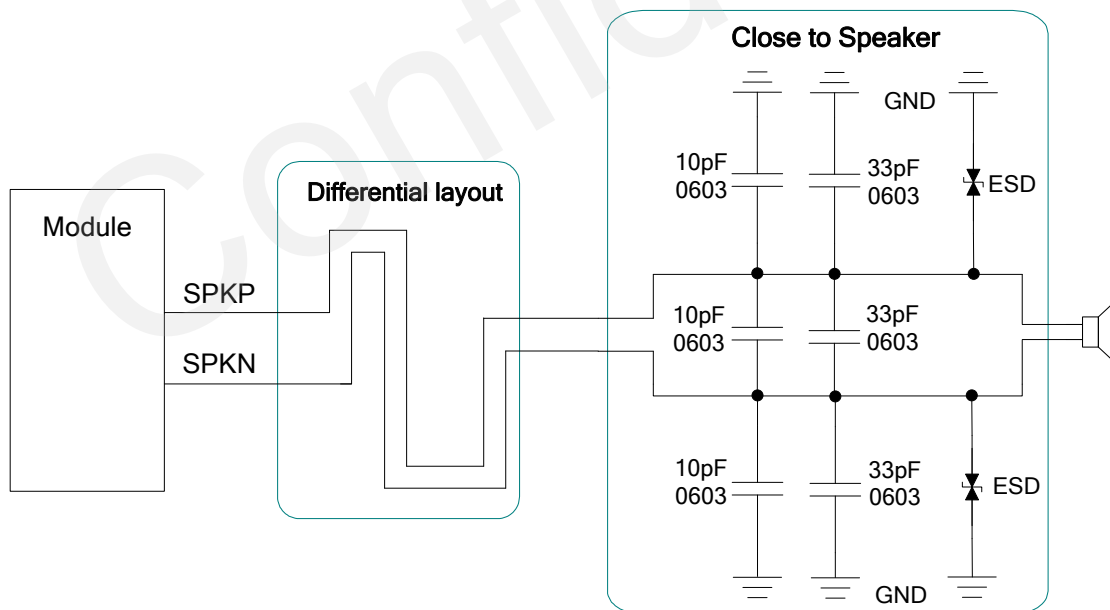 Close to Speaker
GND
10pF
0603
33pF
0603
ESD
Differential layout
Module
SPKP
SPKN
10pF
0603
33pF
0603
10pF
0603
33pF
0603
ESD
GND